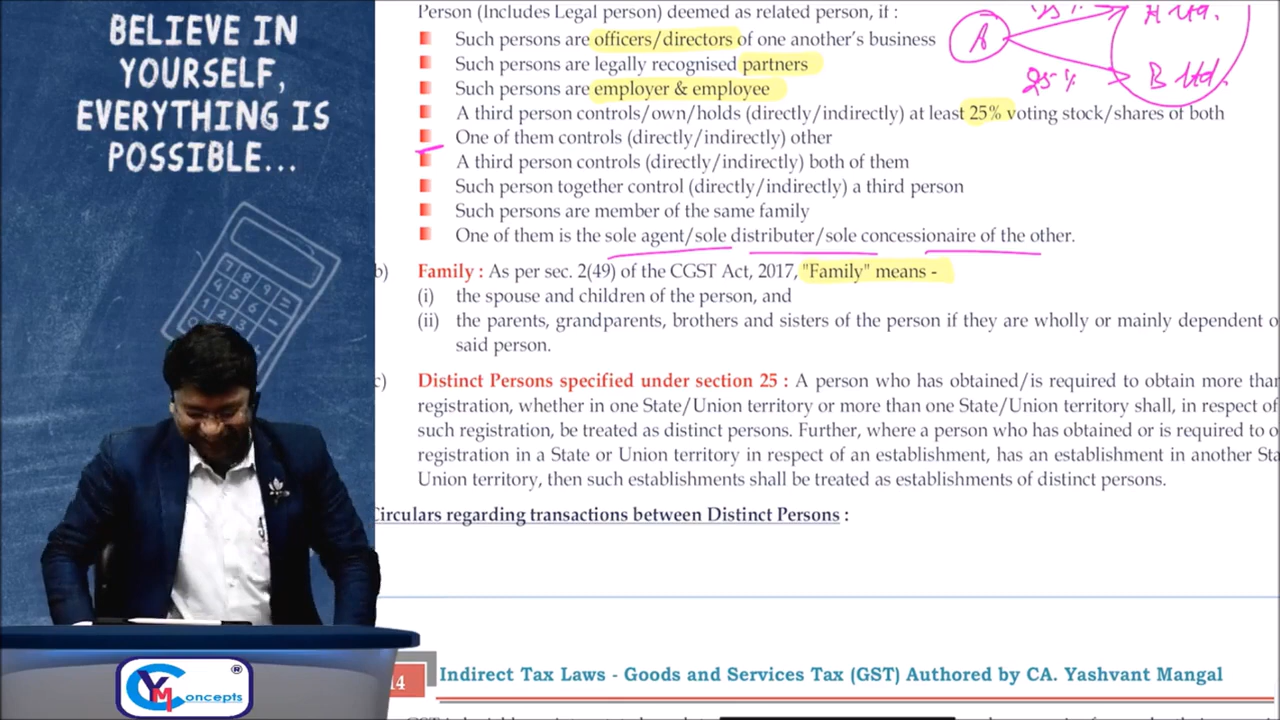 BELIEVE IN
YOURSELF,
EVERYTHING IS
POSSIBLE...
Person (Includes Legal person) deemed as related person, if :
Such persons are officers/directors of one another's business
Such persons are legally recognised partners
Such persons are employer & employee
A third person controls/own/holds (directly/indirectly) at least 25% voting stock/shares of both
One of them controls (directly/indirectly) other
A third person controls (directly/indirectly) both of them
Such person together control (directly/indirectly) a third person
Such persons are member of the same family
One of them is the sole agent/sole distributer/sole concessionaire of the other.
A
25%
B Ltd.
b) Family : As per sec. 2(49) of the CGST Act, 2017, "Family" means -
(i) the spouse and children of the person, and
(ii) the parents, grandparents, brothers and sisters of the person if they are wholly or mainly dependent
said person.
c) Distinct Persons specified under section 25 : A person who has obtained/is required to obtain more
registration, whether in one State/Union territory or more than one State/Union territory shall, in respect of
such registration, be treated as distinct persons. Further, where a person who has obtained or is required to
registration in a State or Union territory in respect of an establishment, has an establishment in another
Union territory, then such establishments shall be treated as establishments of distinct persons.
Circulars regarding transactions between Distinct Persons :
14 Indirect Tax Laws - Goods and Services Tax (GST) Authored by CA. Yashvant Mangal
YM Concepts ®
7 8 9
4 5 6
1 2 3